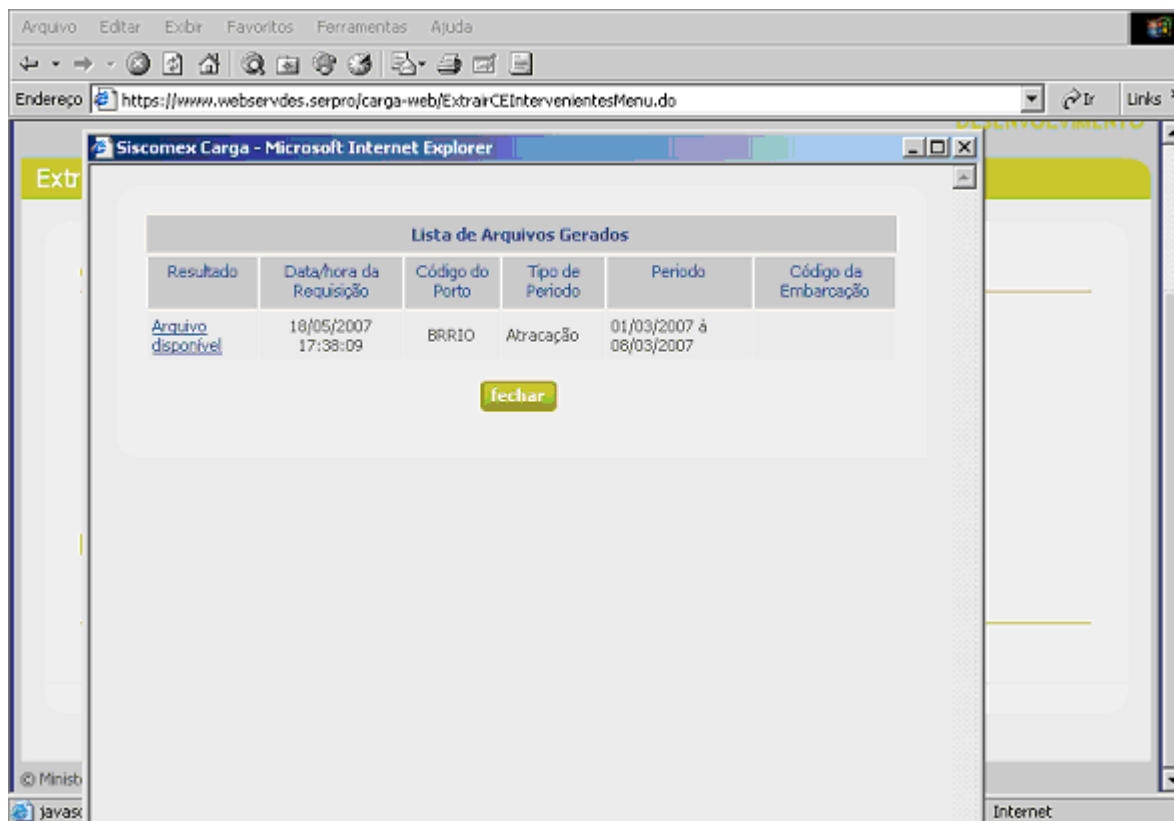 Arquivo Editar Exibir Favoritos Ferramentas Ajuda
Endereço https://www.webservdes.serpro/carga-web/ExtrairCEIntervenientesMenu.do Ir Links
DESENVOLVIMENTO
Siscomex Carga - Microsoft Internet Explorer
Extr
Lista de Arquivos Gerados
Resultado Data/hora da Requisição Código do Porto Tipo de Periodo Periodo Código da Embarcação
Arquivo disponível 18/05/2007 17:38:09 BRRIO Atracação 01/03/2007 à 08/03/2007
fechar
© Minist
javasc Internet